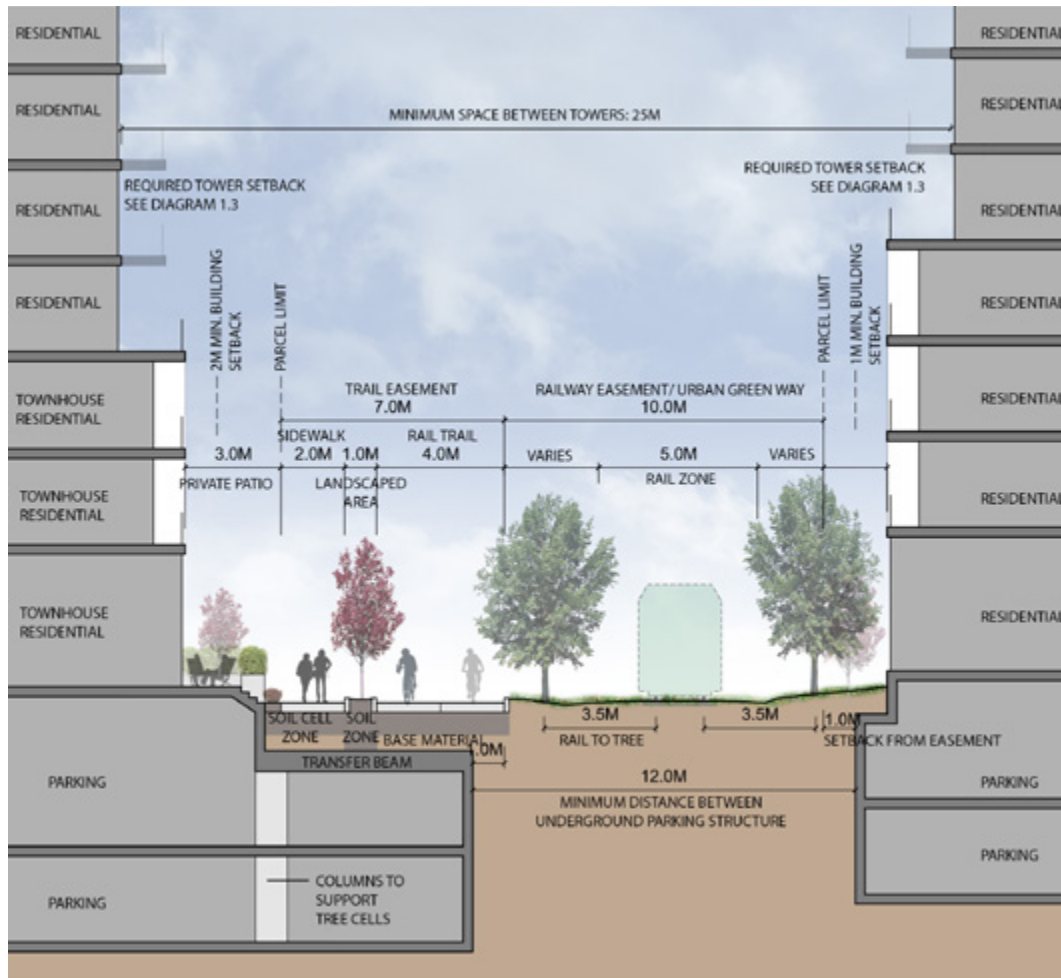 RESIDENTIAL
RESIDENTIAL
RESIDENTIAL
RESIDENTIAL
TOWNHOUSE
RESIDENTIAL
TOWNHOUSE
RESIDENTIAL
TOWNHOUSE
RESIDENTIAL
PARKING
PARKING
MINIMUM SPACE BETWEEN TOWERS: 25M
REQUIRED TOWER SETBACK
SEE DIAGRAM 1.3
REQUIRED TOWER SETBACK
SEE DIAGRAM 1.3
2M MIN. BUILDING
SETBACK
PARCEL LIMIT
PARCEL LIMIT
1M MIN. BUILDING
SETBACK
TRAIL EASEMENT
7.0M
RAILWAY EASEMENT/ URBAN GREEN WAY
10.0M
SIDEWALK
RAIL TRAIL
3.0M
2.0M
1.0M
4.0M
VARIES
5.0M
VARIES
PRIVATE PATIO
LANDSCAPED
AREA
RAIL ZONE
3.5M
3.5M
1.0M
RAIL TO TREE
SETBACK FROM EASEMENT
SOIL CELL
ZONE
SOIL
ZONE
BASE MATERIAL
1.0M
TRANSFER BEAM
12.0M
MINIMUM DISTANCE BETWEEN
UNDERGROUND PARKING STRUCTURE
COLUMNS TO
SUPPORT
TREE CELLS
RESIDENTIAL
RESIDENTIAL
RESIDENTIAL
RESIDENTIAL
RESIDENTIAL
RESIDENTIAL
RESIDENTIAL
PARKING
PARKING